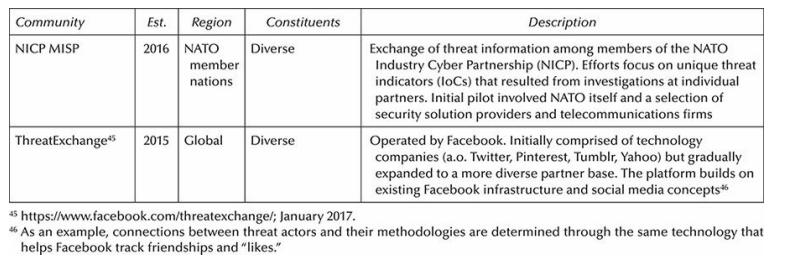 Community Est. Region Constituents Description
NICP MISP 2016 NATO Diverse Exchange of threat information among members of the NATO
member Industry Cyber Partnership (NICP). Efforts focus on unique threat
nations indicators (IoCs) that resulted from investigations at individual
partners. Initial pilot involved NATO itself and a selection of
security solution providers and telecommunications firms
ThreatExchange⁴⁵ 2015 Global Diverse Operated by Facebook. Initially comprised of technology
companies (a.o. Twitter, Pinterest, Tumblr, Yahoo) but gradually
expanded to a more diverse partner base. The platform builds on
existing Facebook infrastructure and social media concepts⁴⁶
⁴⁵ https://www.facebook.com/threatexchange/; January 2017.
⁴⁶ As an example, connections between threat actors and their methodologies are determined through the same technology that
helps Facebook track friendships and “likes.”